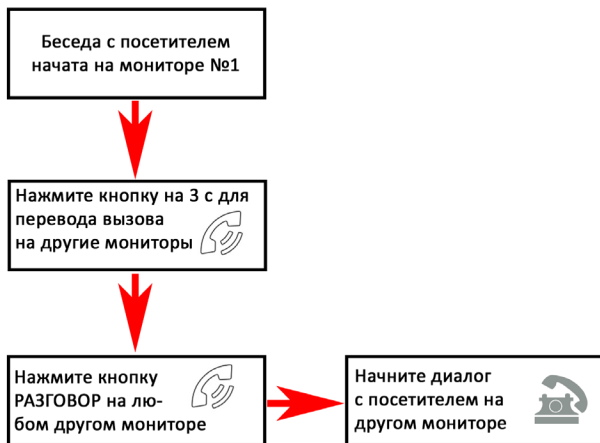 Беседа с посетителем
начата на мониторе №1
Нажмите кнопку на 3 с для
перевода вызова
на другие мониторы
Нажмите кнопку
РАЗГОВОР на лю-
бом другом мониторе
Начните диалог
с посетителем на
другом мониторе